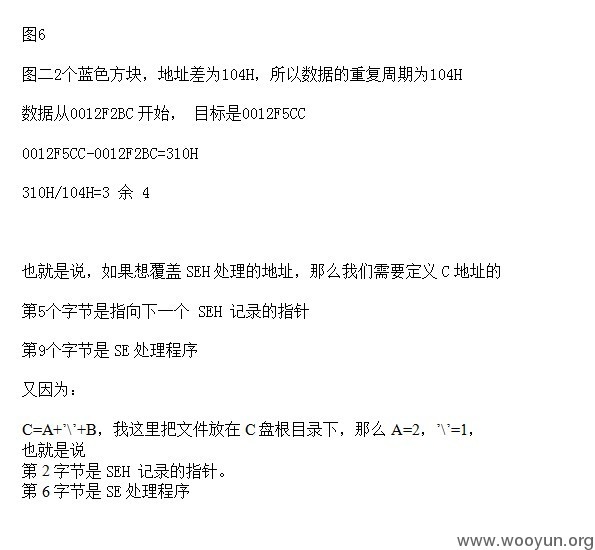 图6
图二2个蓝色方块，地址差为104H，所以数据的重复周期为104H
数据从0012F2BC开始， 目标是0012F5CC
0012F5CC-0012F2BC=310H
310H/104H=3 余 4
也就是说，如果想覆盖SEH处理的地址，那么我们需要定义C地址的
第5个字节是指向下一个 SEH 记录的指针
第9个字节是SE处理程序
又因为：
C=A+’\’+B，我这里把文件放在C盘根目录下，那么A=2，’\’=1，
也就是说
第2字节是SEH 记录的指针。
第6字节是SE处理程序
www.wooyun.org